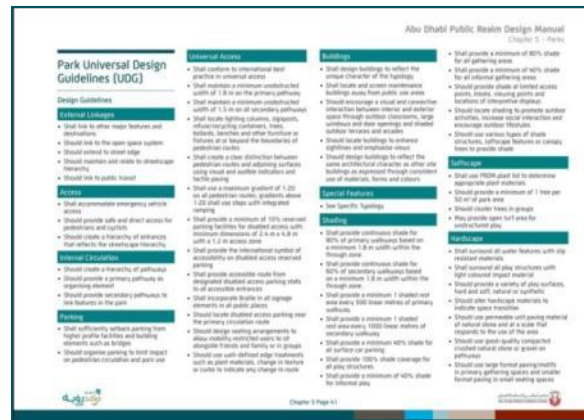 Abu Dhabi Public Realm Design Manual
Chapter 5 - Parks
Park Universal Design
Guidelines (UDG)
Design Guidelines
External Linkages
Shall link to other major features and
destinations
Should link to the open space system
Should extend to street edge
Should maintain and relate to streetscape
hierarchy
Should link to public transit
Access
Shall accommodate emergency vehicle
access
Should provide safe and direct access for
pedestrians and cyclists
Should create a hierarchy of entrances
that reflects the streetscape hierarchy
Internal Circulation
Should create a hierarchy of pathways
Should provide a primary pathway as
organising element
Should provide secondary pathways to
link features in the park
Parking
Shall sufficiently setback parking from
higher profile facilities and building
elements such as bridges
Should organise parking to limit impact
on pedestrian circulation and park use
Universal Access
Shall conform to international best
practice in universal access
Shall maintain a minimum unobstructed
width of 1.8 m on the primary pathway
Shall maintain a minimum unobstructed
width of 1.5 m on all secondary pathways
Shall locate lighting columns, signposts,
refuse/recycling containers, trees,
bollards, benches and other furniture or
fixtures at or beyond the boundaries of
pedestrian routes
Shall create a clear distinction between
pedestrian routes and adjoining surfaces
using visual and audible indicators and
tactile paving
Shall use a maximum gradient of 1:20
on all pedestrian routes; gradients above
1:20 shall use steps with integrated
ramping
Shall provide a minimum of 10% reserved
parking facilities for disabled access with
minimum dimensions of 2.4 m x 4.8 m
with a 1.2 m access zone
Shall provide the international symbol of
accessibility on disabled access reserved
parking
Shall provide accessible route from
designated disabled access parking stalls
to all accessible entrances
Shall incorporate Braille in all signage
elements in all public places
Should locate disabled access parking near
the primary circulation route
Should design seating arrangements to
allow mobility restricted users to sit
alongside friends and family or in groups
Should use well-defined edge treatments
such as plant materials, change in texture
or curbs to indicate any change in route
Buildings
Shall design buildings to reflect the
unique character of the typology
Shall locate and screen maintenance
buildings away from public use areas
Should encourage a visual and connective
interaction between interior and exterior
space through outdoor classrooms, large
windows and door openings and shaded
outdoor terraces and arcades
Should locate buildings to enhance
sightlines and emphasise views
Should design buildings to reflect the
same architectural character as other site
buildings as expressed through consistent
use of materials, forms and colours
Special Features
See Specific Typology
Shading
Shall provide continuous shade for
80% of primary walkways based on
a minimum 1.8 m width within the
through zone
Shall provide continuous shade for
60% of secondary walkways based
on a minimum 1.8 m width within the
through zone
Shall provide a minimum 1 shaded rest
area every 500 linear metres of primary
walkways
Shall provide a minimum 1 shaded
rest area every 1000 linear metres of
secondary walkway
Shall provide a minimum 40% shade for
all surface car parking
Shall provide 100% shade coverage for
all play structures
Shall provide a minimum of 40% shade
for informal play
Shall provide a minimum of 80% shade
for all gathering areas
Shall provide a minimum of 40% shade
for all informal gathering areas
Should provide shade at limited access
points, kiosks, viewing points and
locations of interpretive displays
Should locate shading to promote outdoor
activities, increase social interaction and
encourage outdoor lifestyles
Should use various types of shade
structures, softscape features or canopy
trees to provide shade
Softscape
Shall use PRDM plant list to determine
appropriate plant materials
Should provide a minimum of 1 tree per
50 m² of park area
Should cluster trees in groups
May provide open turf area for
unstructured play
Hardscape
Shall surround all water features with slip
resistant materials
Shall surround all play structures with
light coloured impact material
Should provide a variety of play surfaces,
hard and soft, natural or synthetic
Should alter hardscape materials to
indicate space transition
Should use permeable unit paving material
of natural stone and at a scale that
responds to the use of the area
Should use good-quality compacted
crushed natural stone or gravel on
pathways
Should use large format paving/motifs in
primary gathering spaces and smaller
format paving in small seating spaces
Chapter 5 Page 41